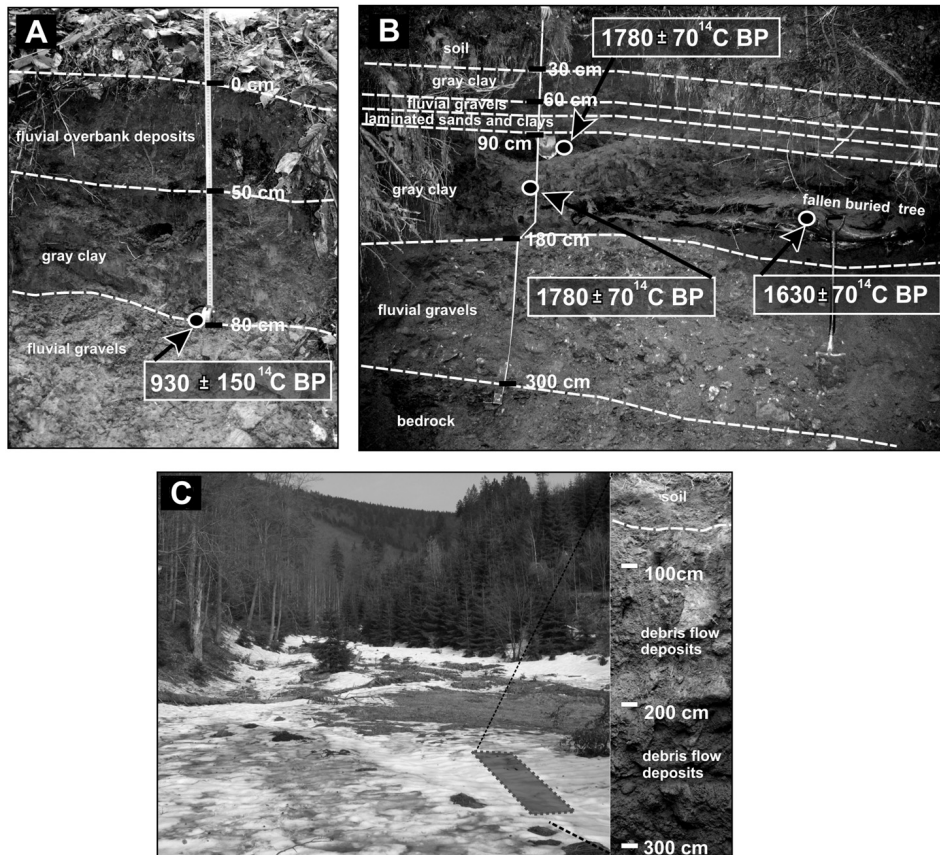 A
0 cm
fluvial overbank deposits
50 cm
gray clay
80 cm
fluvial gravels
930 ± 150 ¹⁴C BP
B
1780 ± 70 ¹⁴C BP
soil
30 cm
gray clay
60 cm
fluvial gravels
laminated sands and clays
90 cm
gray clay
fallen buried tree
180 cm
1780 ± 70 ¹⁴C BP
1630 ± 70 ¹⁴C BP
fluvial gravels
300 cm
bedrock
C
soil
100cm
debris flow
deposits
200 cm
debris flow
deposits
300 cm